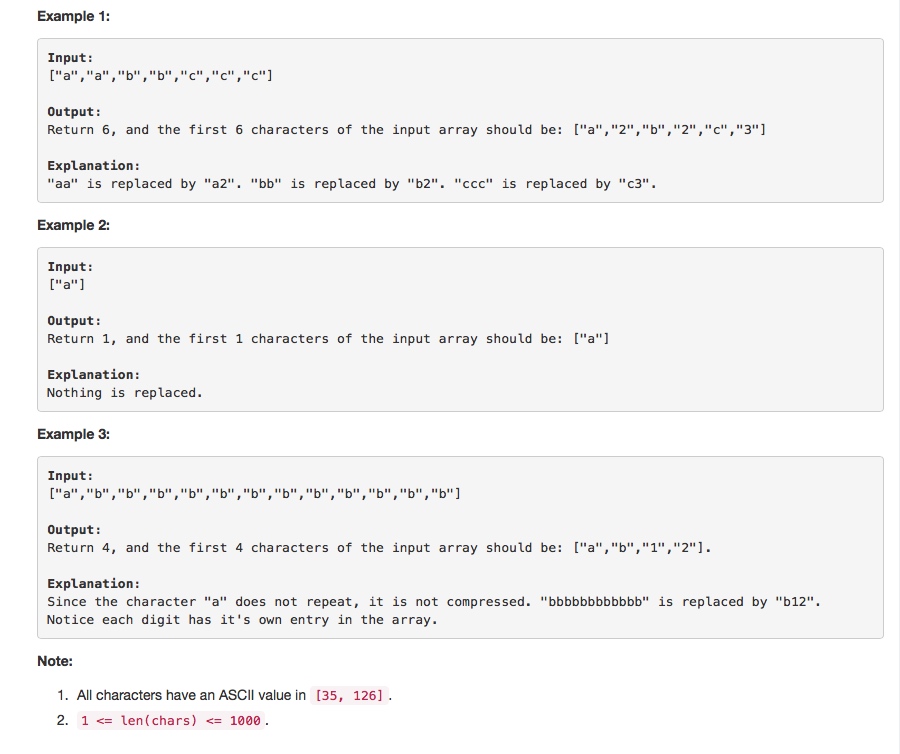 Example 1:
Input:
["a","a","b","b","c","c","c"]
Output:
Return 6, and the first 6 characters of the input array should be: ["a","2","b","2","c","3"]
Explanation:
"aa" is replaced by "a2". "bb" is replaced by "b2". "ccc" is replaced by "c3".
Example 2:
Input:
["a"]
Output:
Return 1, and the first 1 characters of the input array should be: ["a"]
Explanation:
Nothing is replaced.
Example 3:
Input:
["a","b","b","b","b","b","b","b","b","b","b","b","b"]
Output:
Return 4, and the first 4 characters of the input array should be: ["a","b","1","2"].
Explanation:
Since the character "a" does not repeat, it is not compressed. "bbbbbbbbbbbb" is replaced by "b12".
Notice each digit has it's own entry in the array.
Note:
1. All characters have an ASCII value in [35, 126].
2. 1 <= len(chars) <= 1000.